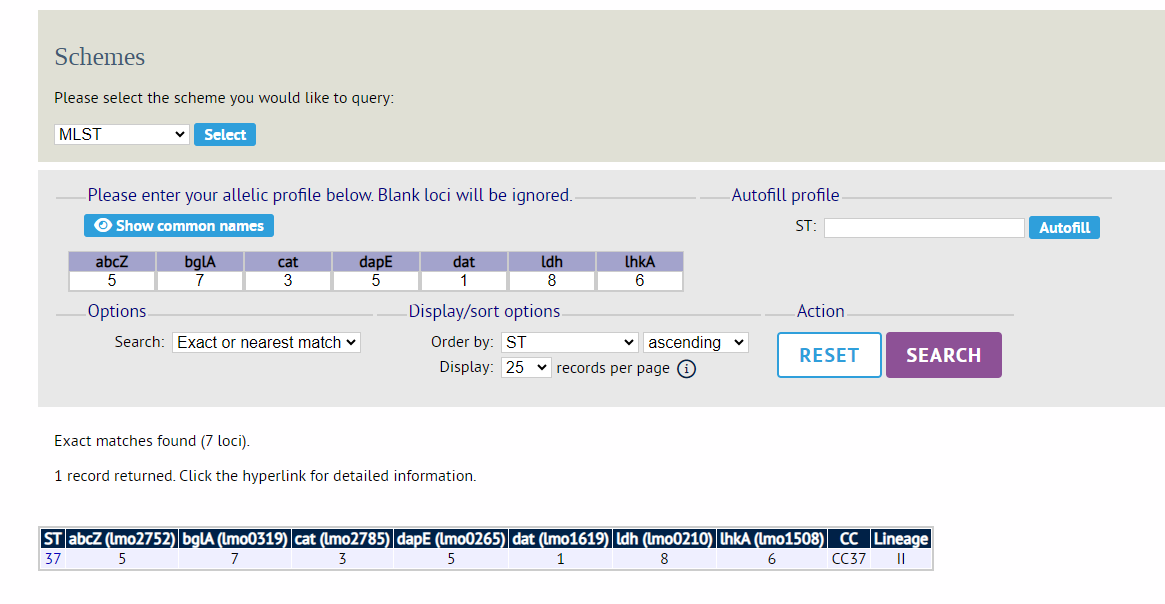 Schemes
Please select the scheme you would like to query:
MLST Select
Please enter your allelic profile below. Blank loci will be ignored. Autofill profile
Show common names ST: Autofill
abcZ bglA cat dapE dat ldh lhkA
5 7 3 5 1 8 6
Options Display/sort options Action
Search: Exact or nearest match Order by: ST ascending RESET SEARCH
Display: 25 records per page i
Exact matches found (7 loci).
1 record returned. Click the hyperlink for detailed information.
ST abcZ (lmo2752) bglA (lmo0319) cat (lmo2785) dapE (lmo0265) dat (lmo1619) ldh (lmo0210) lhkA (lmo1508) CC Lineage
37 5 7 3 5 1 8 6 CC37 II